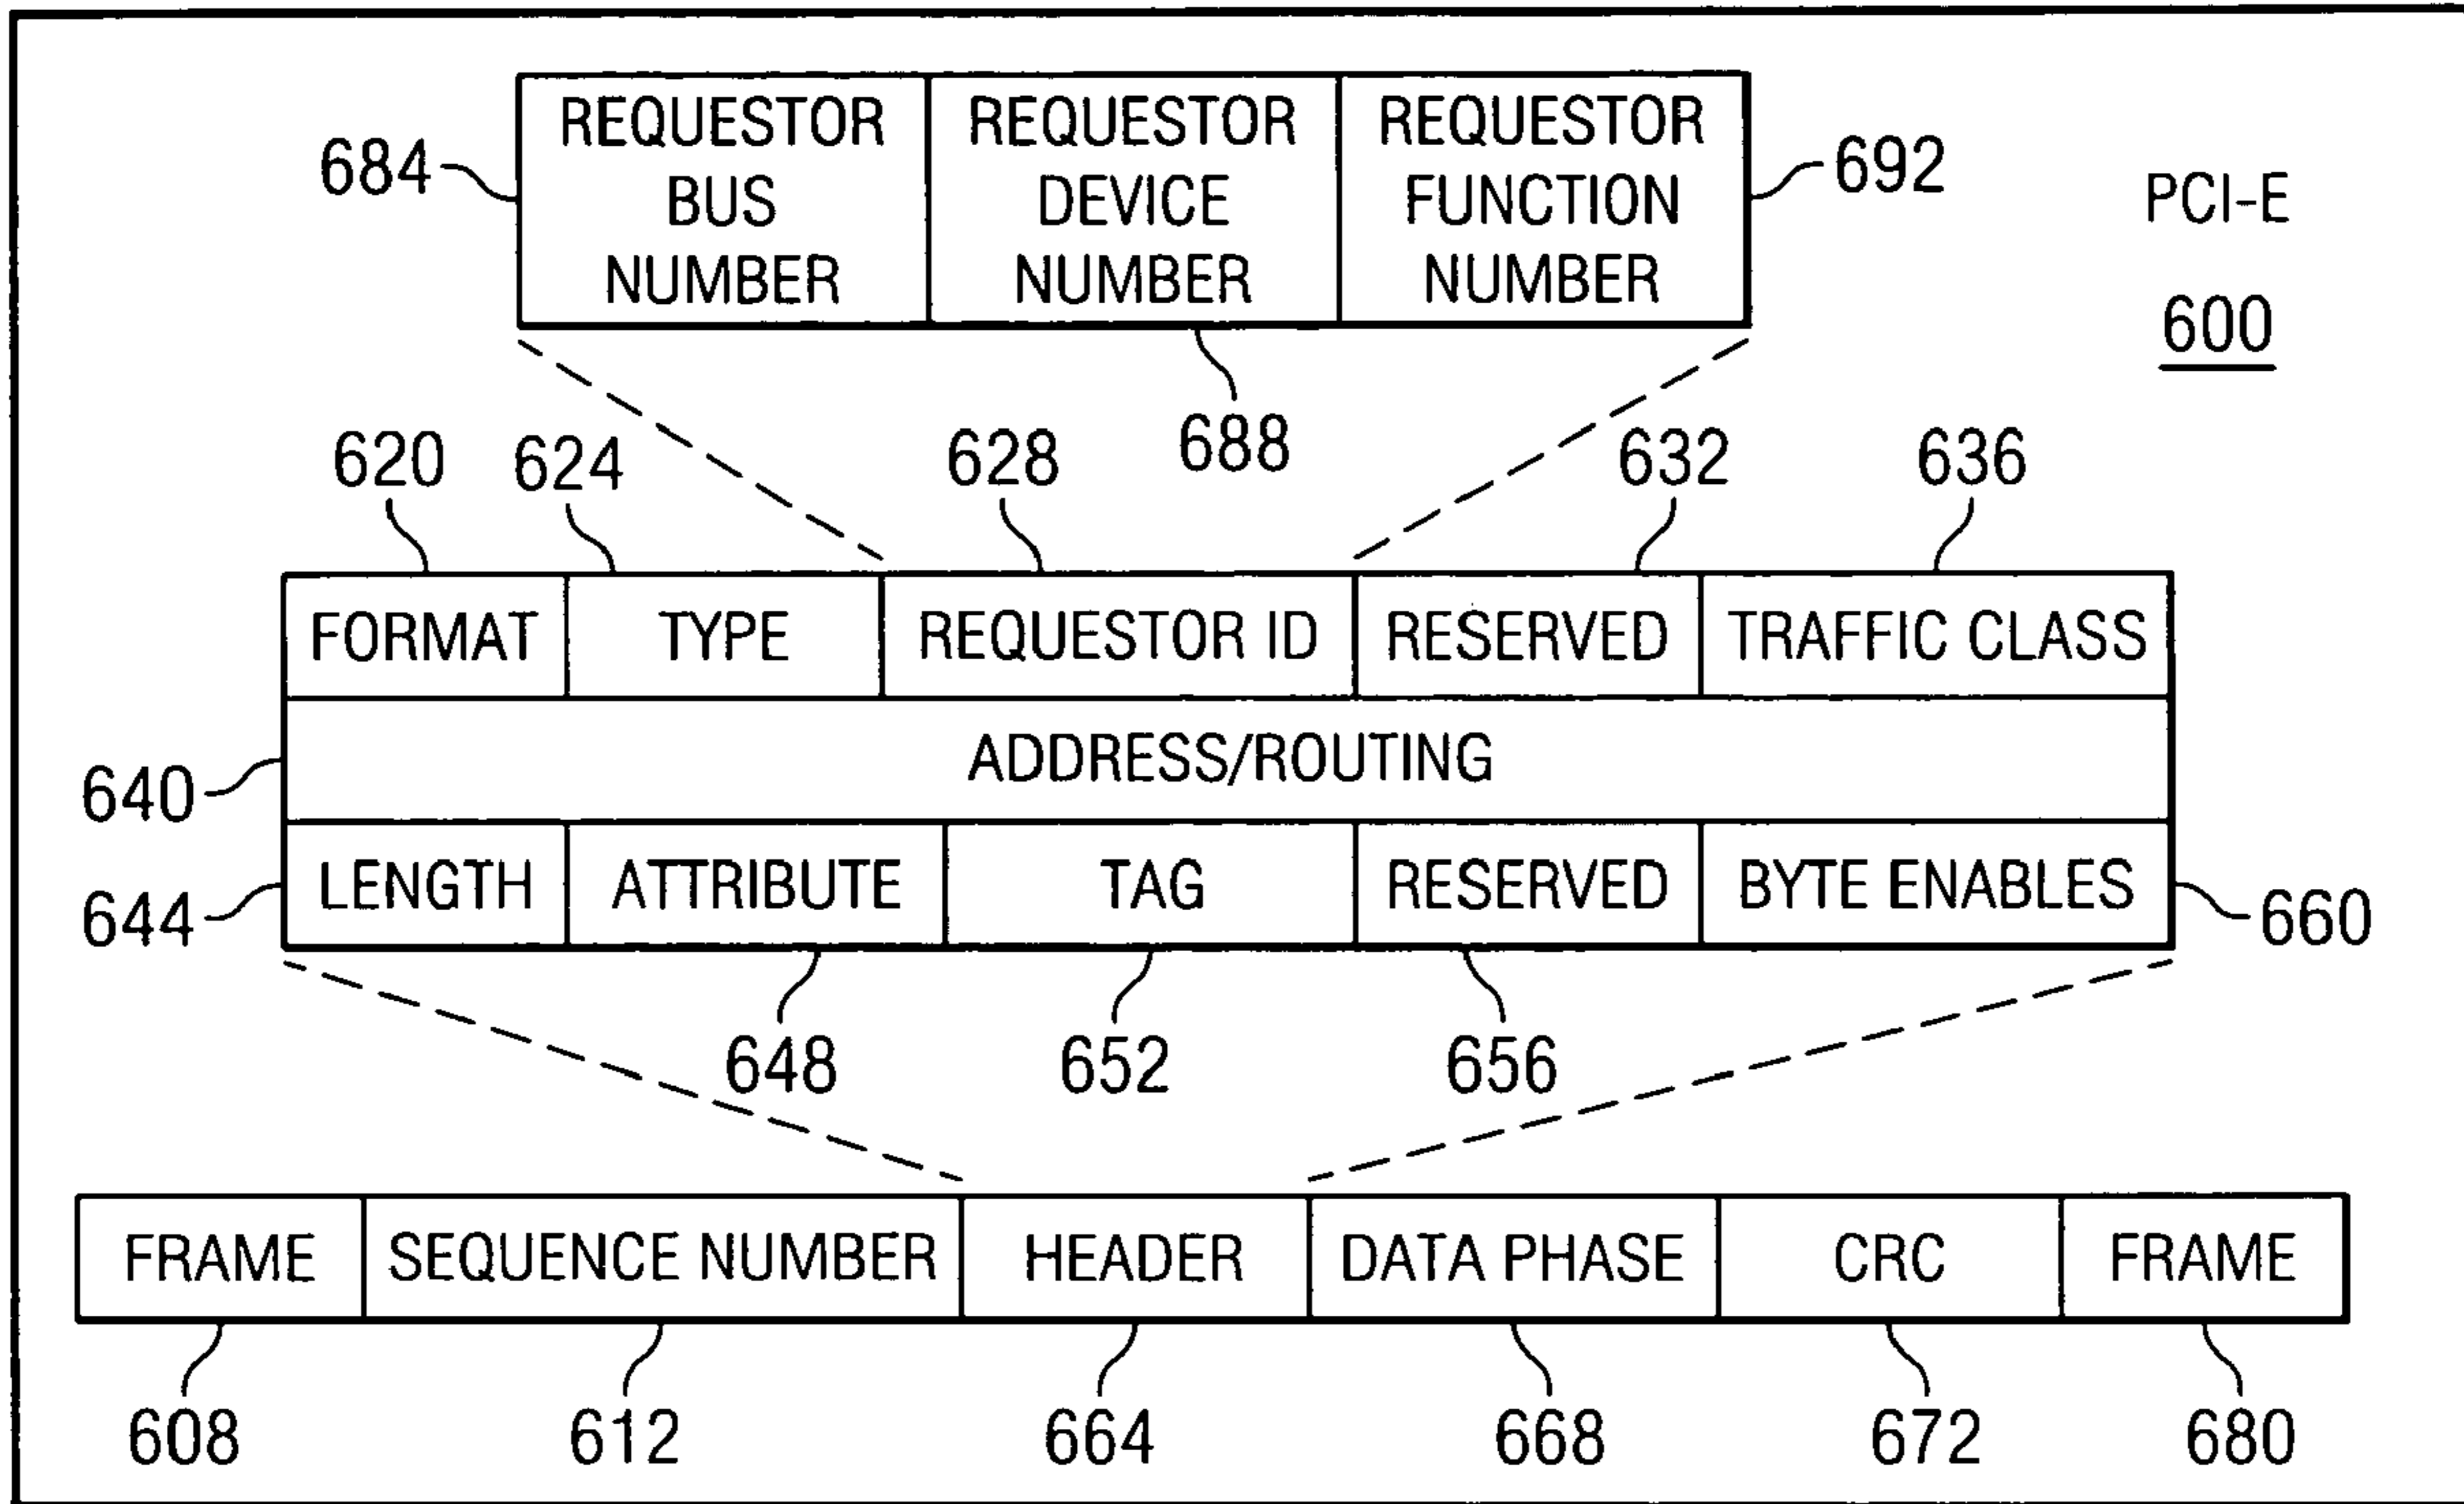 REQUESTOR BUS NUMBER
REQUESTOR DEVICE NUMBER
REQUESTOR FUNCTION NUMBER
684
692
PCI-E
600
688
620
624
628
632
636
FORMAT
TYPE
REQUESTOR ID
RESERVED
TRAFFIC CLASS
640
ADDRESS/ROUTING
644
LENGTH
ATTRIBUTE
TAG
RESERVED
BYTE ENABLES
660
648
652
656
FRAME
SEQUENCE NUMBER
HEADER
DATA PHASE
CRC
FRAME
608
612
664
668
672
680